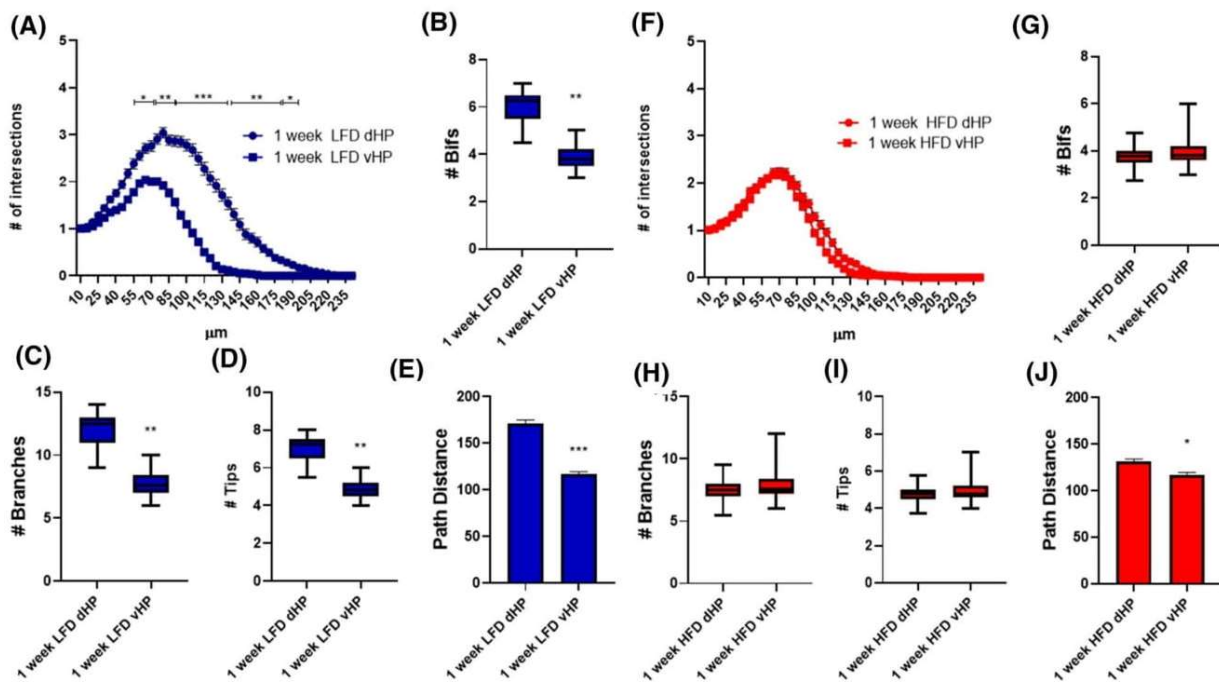 (A)
# of intersections
5
4
3
2
1
0
* ** *** ** *
1 week LFD dHP
1 week LFD vHP
10 25 40 55 70 85 100 115 130 145 160 175 190 205 220 235
µm
(B)
# Bifs
8
6
4
2
0
**
1 week LFD dHP
1 week LFD vHP
(F)
# of intersections
5
4
3
2
1
0
1 week HFD dHP
1 week HFD vHP
10 25 40 55 70 85 100 115 130 145 160 175 190 205 220 235
µm
(G)
# Bifs
8
6
4
2
0
1 week HFD dHP
1 week HFD vHP
(C)
# Branches
15
10
5
0
**
1 week LFD dHP
1 week LFD vHP
(D)
# Tips
10
8
6
4
2
0
**
1 week LFD dHP
1 week LFD vHP
(E)
Path Distance
200
150
100
50
0
***
1 week LFD dHP
1 week LFD vHP
(H)
# Branches
15
10
5
0
1 week HFD dHP
1 week HFD vHP
(I)
# Tips
10
8
6
4
2
0
1 week HFD dHP
1 week HFD vHP
(J)
Path Distance
200
150
100
50
0
*
1 week HFD dHP
1 week HFD vHP